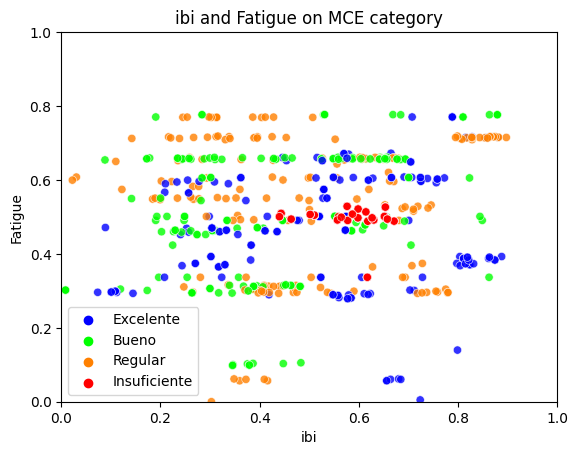 ibi and Fatigue on MCE category
1.0
0.8
0.6
0.4
0.2
0.0
Fatigue
Excelente
Bueno
Regular
Insuficiente
0.0 0.2 0.4 0.6 0.8 1.0
ibi